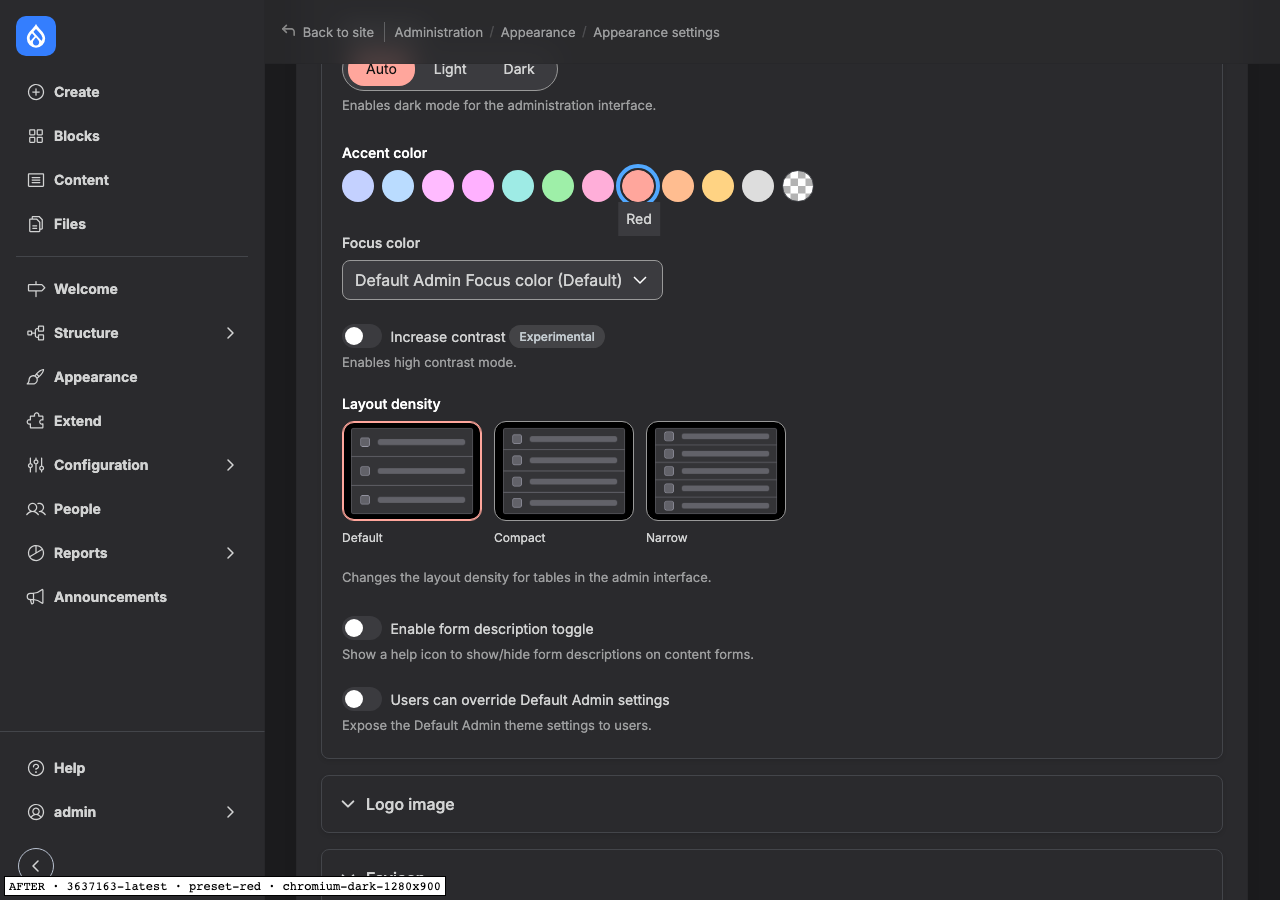 Back to site
Administration / Appearance / Appearance settings
Create
Blocks
Content
Files
Welcome
Structure
Appearance
Extend
Configuration
People
Reports
Announcements
Help
admin
Auto
Light
Dark
Enables dark mode for the administration interface.
Accent color
Red
Focus color
Default Admin Focus color (Default)
Increase contrast
Experimental
Enables high contrast mode.
Layout density
Default
Compact
Narrow
Changes the layout density for tables in the admin interface.
Enable form description toggle
Show a help icon to show/hide form descriptions on content forms.
Users can override Default Admin settings
Expose the Default Admin theme settings to users.
Logo image
Favicon
AFTER · 3637163-latest · preset-red · chromium-dark-1280x900